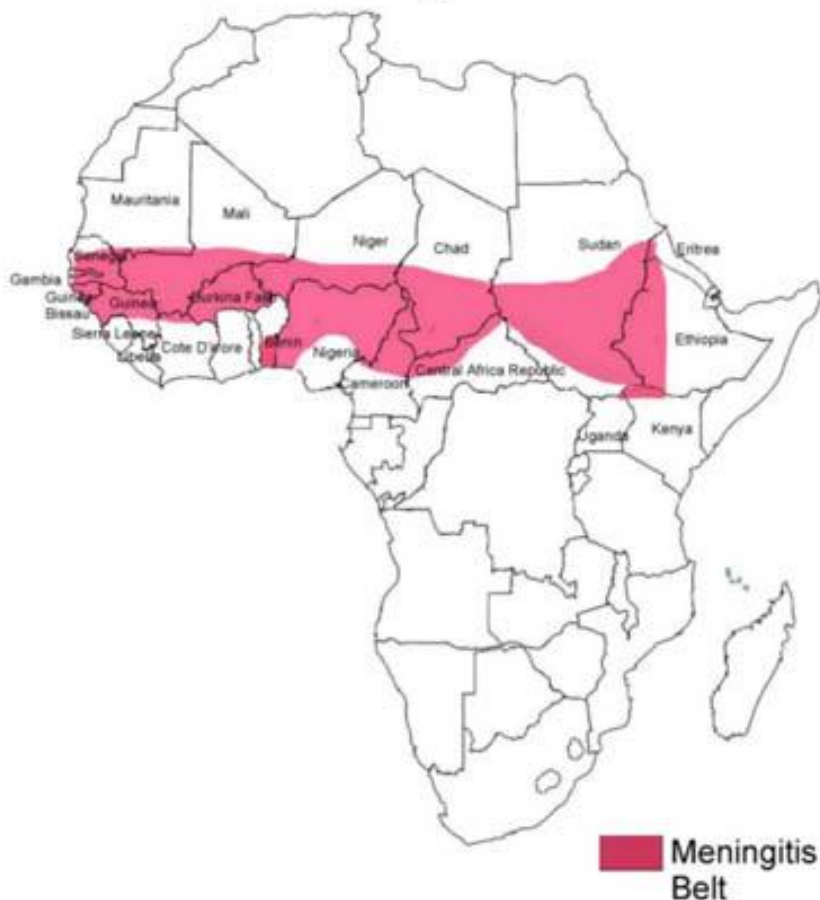 Mauritania
Mali
Niger
Chad
Sudan
Eritrea
Senegal
Gambia
Guinea
Bissau
Guinea
Burkina Faso
Sierra Leone
Liberia
Cote D'ivore
Benin
Nigeria
Cameroon
Central Africa Republic
Ethiopia
Uganda
Kenya
Meningitis
Belt